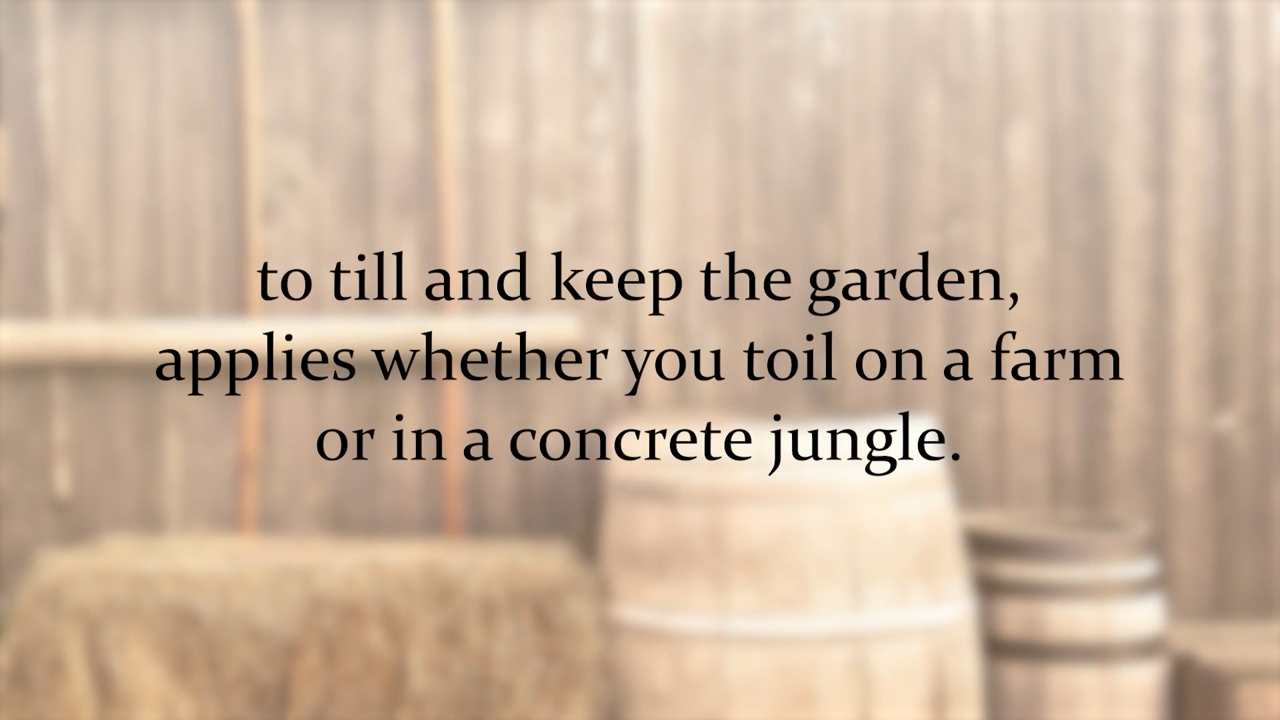 to till and keep the garden,
applies whether you toil on a farm
or in a concrete jungle.